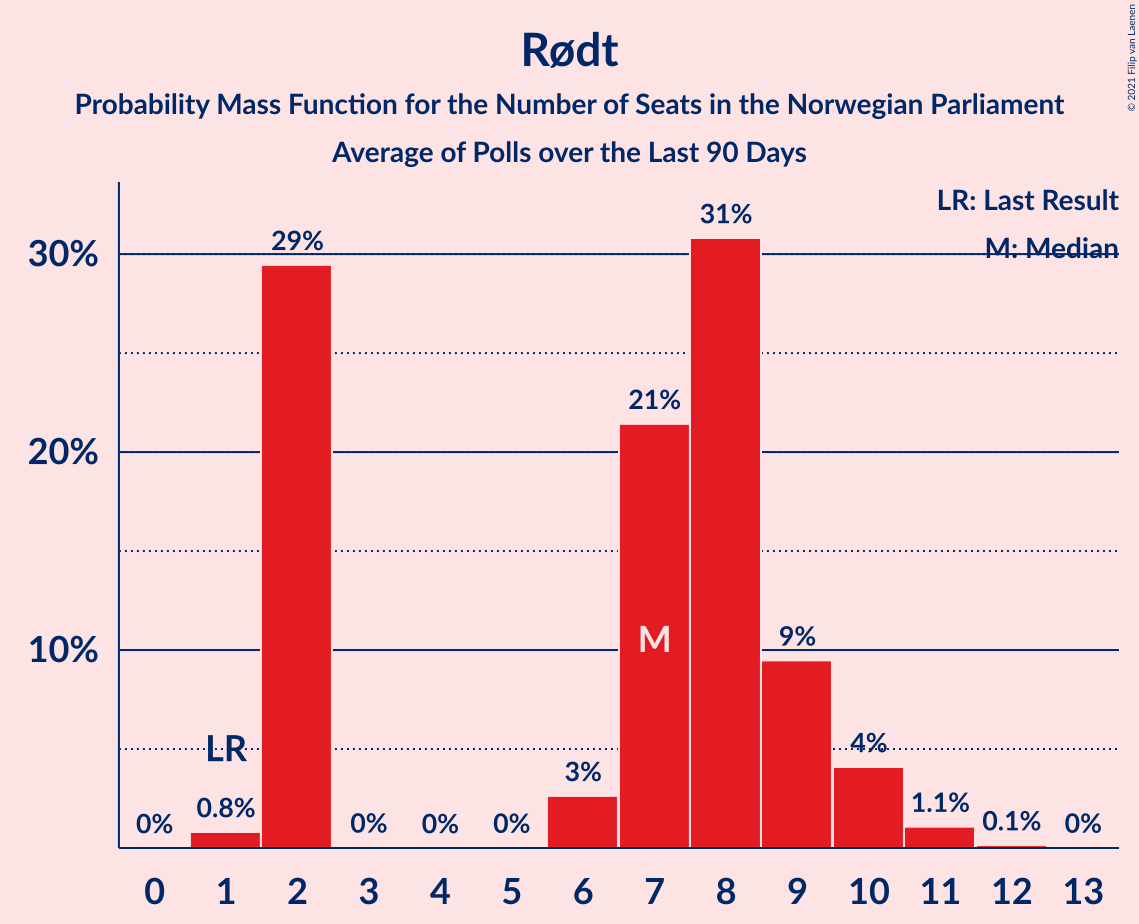 Rødt
Probability Mass Function for the Number of Seats in the Norwegian Parliament
Average of Polls over the Last 90 Days
© 2021 Filip van Laenen
LR: Last Result
M: Median
30%
20%
10%
0%
0.8%
LR
29%
0%
0%
0%
3%
21%
M
31%
9%
4%
1.1%
0.1%
0%
0 1 2 3 4 5 6 7 8 9 10 11 12 13